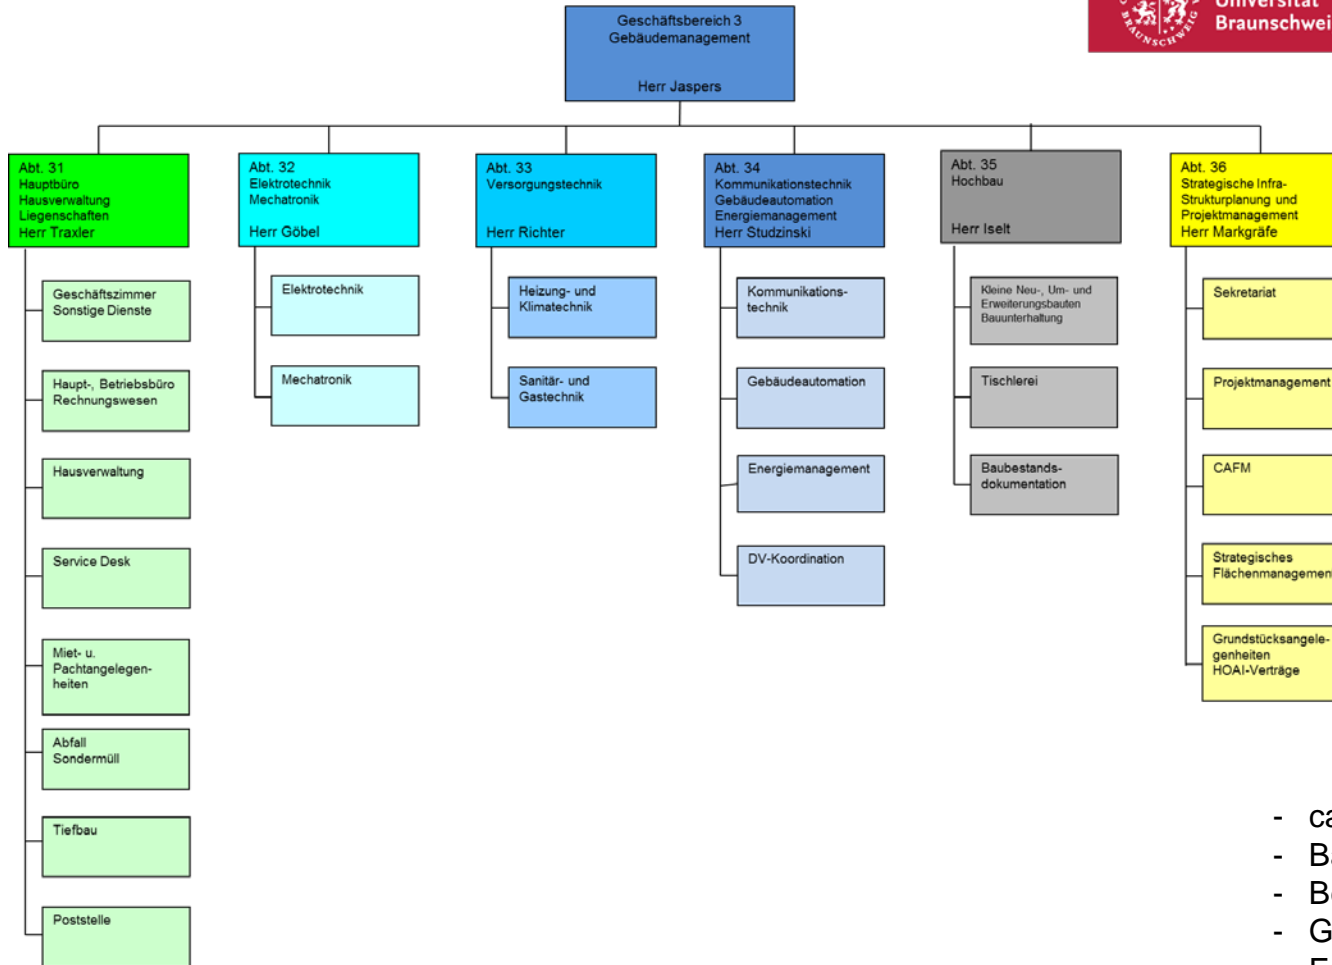 Universität
Geschäftsbereich 3
Gebäudemanagement
Herr Jaspers
Abt. 31
Hauptbüro
Hausverwaltung
Liegenschaften
Herr Traxler
Geschäftszimmer
Sonstige Dienste
Haupt-, Betriebsbüro
Rechnungswesen
Hausverwaltung
Service Desk
Miet- u.
Pachtangelegen-
heiten
Abfall
Sondermüll
Tiefbau
Poststelle
Abt. 32
Elektrotechnik
Mechatronik
Herr Göbel
Elektrotechnik
Mechatronik
Abt. 33
Versorgungstechnik
Herr Richter
Heizung- und
Klimatechnik
Sanitär- und
Gastechnik
Abt. 34
Kommunikationstechnik
Gebäudeautomation
Energiemanagement
Herr Studzinski
Kommunikations-
technik
Gebäudeautomation
Energiemanagement
DV-Koordination
Abt. 35
Hochbau
Herr Iselt
Kleine Neu-, Um- und
Erweiterungsbauten
Bauunterhaltung
Tischlerei
Baubestands-
dokumentation
Abt. 36
Strategische Infra-
Strukturplanung und
Projektmanagement
Herr Markgräfe
Sekretariat
Projektmanagement
CAFM
Strategisches
Flächenmanagement
Grundstücksangele-
genheiten
HOAI-Verträge